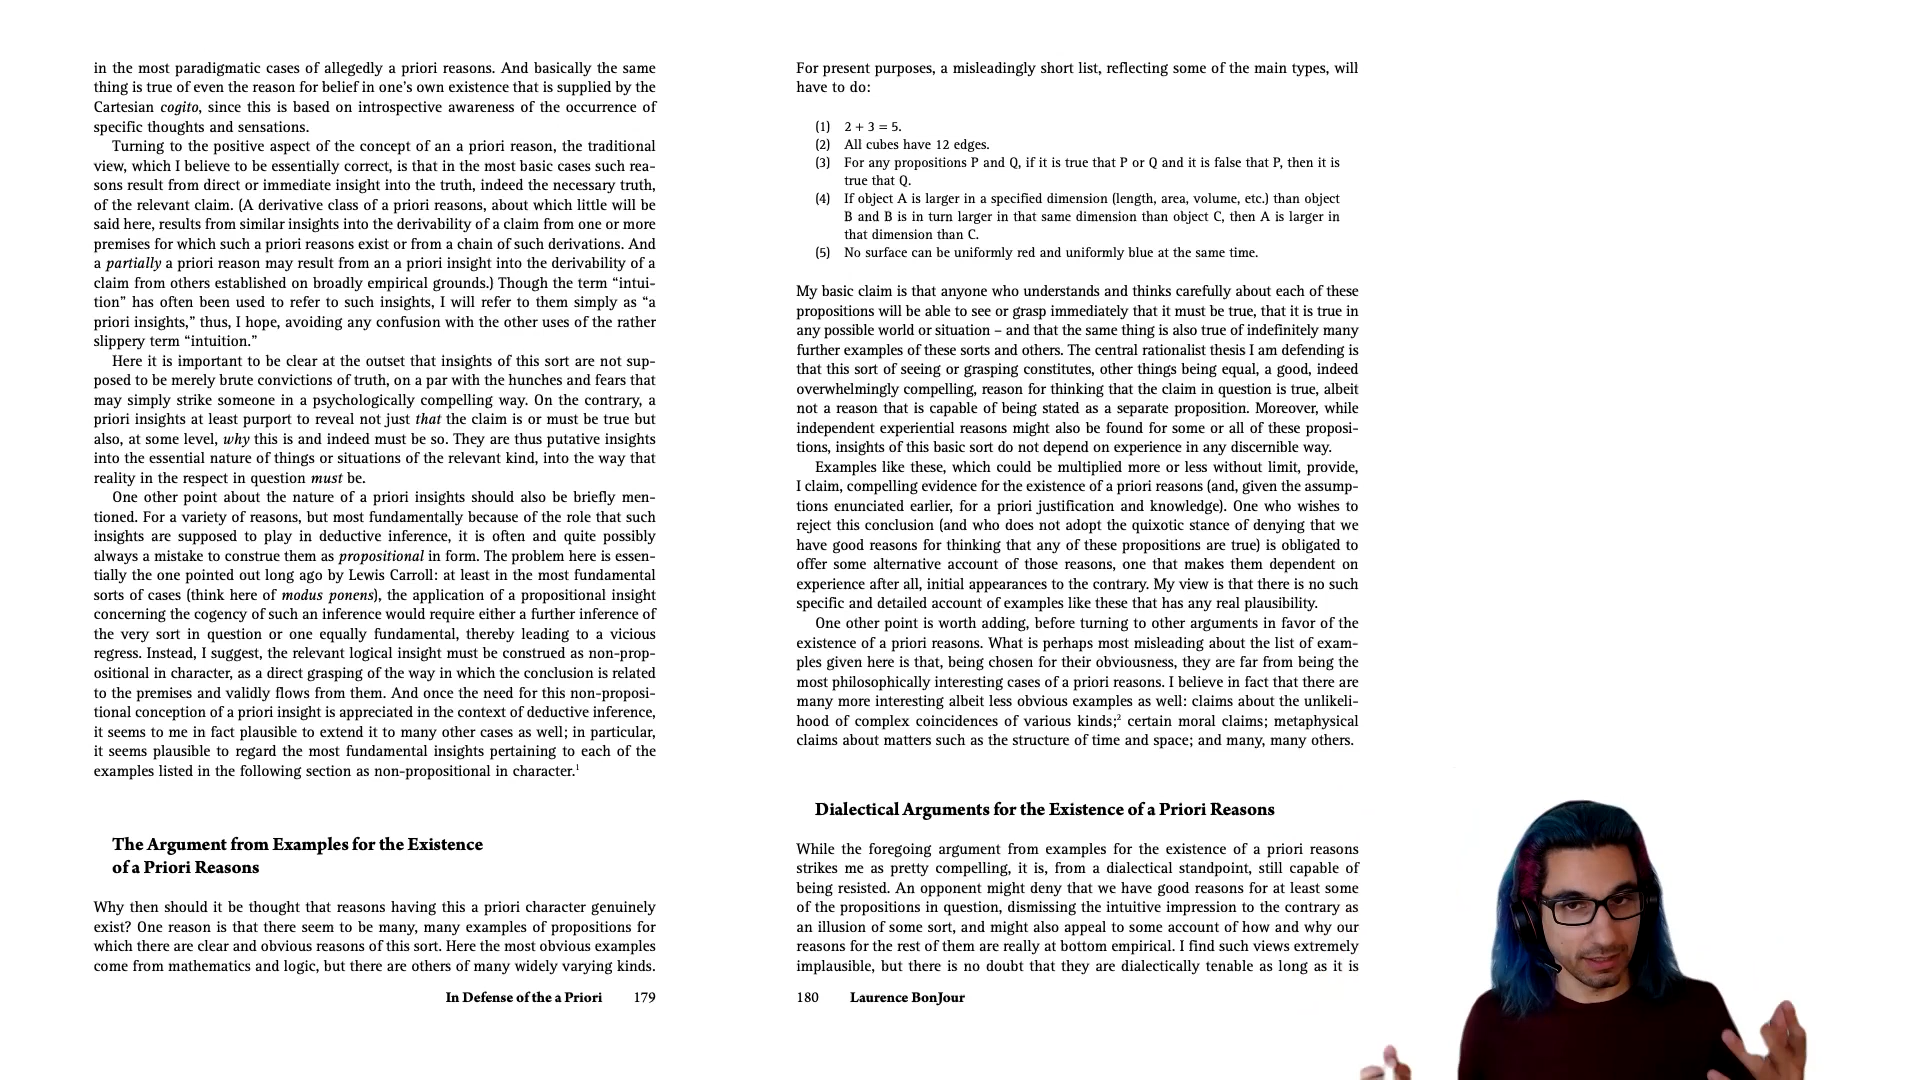 in the most paradigmatic cases of allegedly a priori reasons. And basically the same
thing is true of even the reason for belief in one's own existence that is supplied by the
Cartesian cogito, since this is based on introspective awareness of the occurrence of
specific thoughts and sensations.
Turning to the positive aspect of the concept of an a priori reason, the traditional
view, which I believe to be essentially correct, is that in the most basic cases such rea-
sons result from direct or immediate insight into the truth, indeed the necessary truth,
of the relevant claim. (A derivative class of a priori reasons, about which little will be
said here, results from similar insights into the derivability of a claim from one or more
premises for which such a priori reasons exist or from a chain of such derivations. And
a partially a priori reason may result from an a priori insight into the derivability of a
claim from others established on broadly empirical grounds.) Though the term “intui-
tion” has often been used to refer to such insights, I will refer to them simply as “a
priori insights,” thus, I hope, avoiding any confusion with the other uses of the rather
slippery term “intuition.”
Here it is important to be clear at the outset that insights of this sort are not sup-
posed to be merely brute convictions of truth, on a par with the hunches and fears that
may simply strike someone in a psychologically compelling way. On the contrary, a
priori insights at least purport to reveal not just that the claim is or must be true but
also, at some level, why this is and indeed must be so. They are thus putative insights
into the essential nature of things or situations of the relevant kind, into the way that
reality in the respect in question must be.
One other point about the nature of a priori insights should also be briefly men-
tioned. For a variety of reasons, but most fundamentally because of the role that such
insights are supposed to play in deductive inference, it is often and quite possibly
always a mistake to construe them as propositional in form. The problem here is essen-
tially the one pointed out long ago by Lewis Carroll: at least in the most fundamental
sorts of cases (think here of modus ponens), the application of a propositional insight
concerning the cogency of such an inference would require either a further inference of
the very sort in question or one equally fundamental, thereby leading to a vicious
regress. Instead, I suggest, the relevant logical insight must be construed as non-prop-
ositional in character, as a direct grasping of the way in which the conclusion is related
to the premises and validly flows from them. And once the need for this non-proposi-
tional conception of a priori insight is appreciated in the context of deductive inference,
it seems to me in fact plausible to extend it to many other cases as well; in particular,
it seems plausible to regard the most fundamental insights pertaining to each of the
examples listed in the following section as non-propositional in character.1
The Argument from Examples for the Existence
of a Priori Reasons
Why then should it be thought that reasons having this a priori character genuinely
exist? One reason is that there seem to be many, many examples of propositions for
which there are clear and obvious reasons of this sort. Here the most obvious examples
come from mathematics and logic, but there are others of many widely varying kinds.
In Defense of the a Priori 179
For present purposes, a misleadingly short list, reflecting some of the main types, will
have to do:
(1) 2 + 3 = 5.
(2) All cubes have 12 edges.
(3) For any propositions P and Q, if it is true that P or Q and it is false that P, then it is
true that Q.
(4) If object A is larger in a specified dimension (length, area, volume, etc.) than object
B and B is in turn larger in that same dimension than object C, then A is larger in
that dimension than C.
(5) No surface can be uniformly red and uniformly blue at the same time.
My basic claim is that anyone who understands and thinks carefully about each of these
propositions will be able to see or grasp immediately that it must be true, that it is true in
any possible world or situation – and that the same thing is also true of indefinitely many
further examples of these sorts and others. The central rationalist thesis I am defending is
that this sort of seeing or grasping constitutes, other things being equal, a good, indeed
overwhelmingly compelling, reason for thinking that the claim in question is true, albeit
not a reason that is capable of being stated as a separate proposition. Moreover, while
independent experiential reasons might also be found for some or all of these proposi-
tions, insights of this basic sort do not depend on experience in any discernible way.
Examples like these, which could be multiplied more or less without limit, provide,
I claim, compelling evidence for the existence of a priori reasons (and, given the assump-
tions enunciated earlier, for a priori justification and knowledge). One who wishes to
reject this conclusion (and who does not adopt the quixotic stance of denying that we
have good reasons for thinking that any of these propositions are true) is obligated to
offer some alternative account of those reasons, one that makes them dependent on
experience after all, initial appearances to the contrary. My view is that there is no such
specific and detailed account of examples like these that has any real plausibility.
One other point is worth adding, before turning to other arguments in favor of the
existence of a priori reasons. What is perhaps most misleading about the list of exam-
ples given here is that, being chosen for their obviousness, they are far from being the
most philosophically interesting cases of a priori reasons. I believe in fact that there are
many more interesting albeit less obvious examples as well: claims about the unlikeli-
hood of complex coincidences of various kinds;2 certain moral claims; metaphysical
claims about matters such as the structure of time and space; and many, many others.
Dialectical Arguments for the Existence of a Priori Reasons
While the foregoing argument from examples for the existence of a priori reasons
strikes me as pretty compelling, it is, from a dialectical standpoint, still capable of
being resisted. An opponent might deny that we have good reasons for at least some
of the propositions in question, dismissing the intuitive impression to the contrary as
an illusion of some sort, and might also appeal to some account of how and why our
reasons for the rest of them are really at bottom empirical. I find such views extremely
implausible, but there is no doubt that they are dialectically tenable as long as it is
180 Laurence BonJour